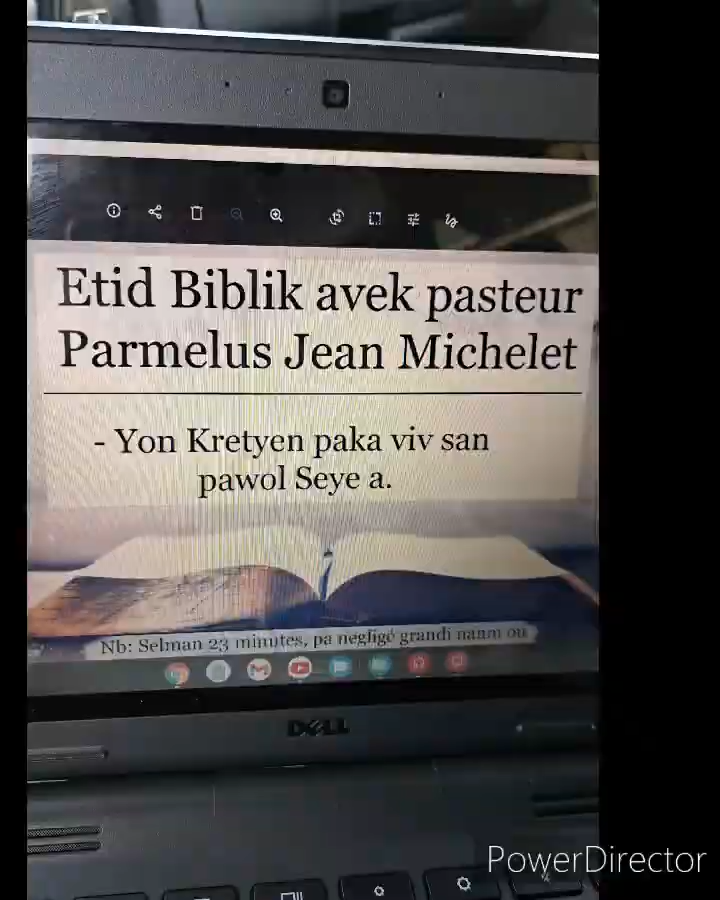 Etid Biblik avek pasteur
Parmelus Jean Michelet
- Yon Kretyen paka viv san
pawol Seye a.
Nb: Selman 23 minutes, pa negligé grandi nanm ou
DELL
PowerDirector